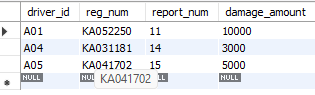 driver_id reg_num report_num damage_amount
A01 KA052250 11 10000
A04 KA031181 14 3000
A05 KA041702 15 5000
NULL NULL NULL NULL
KA041702